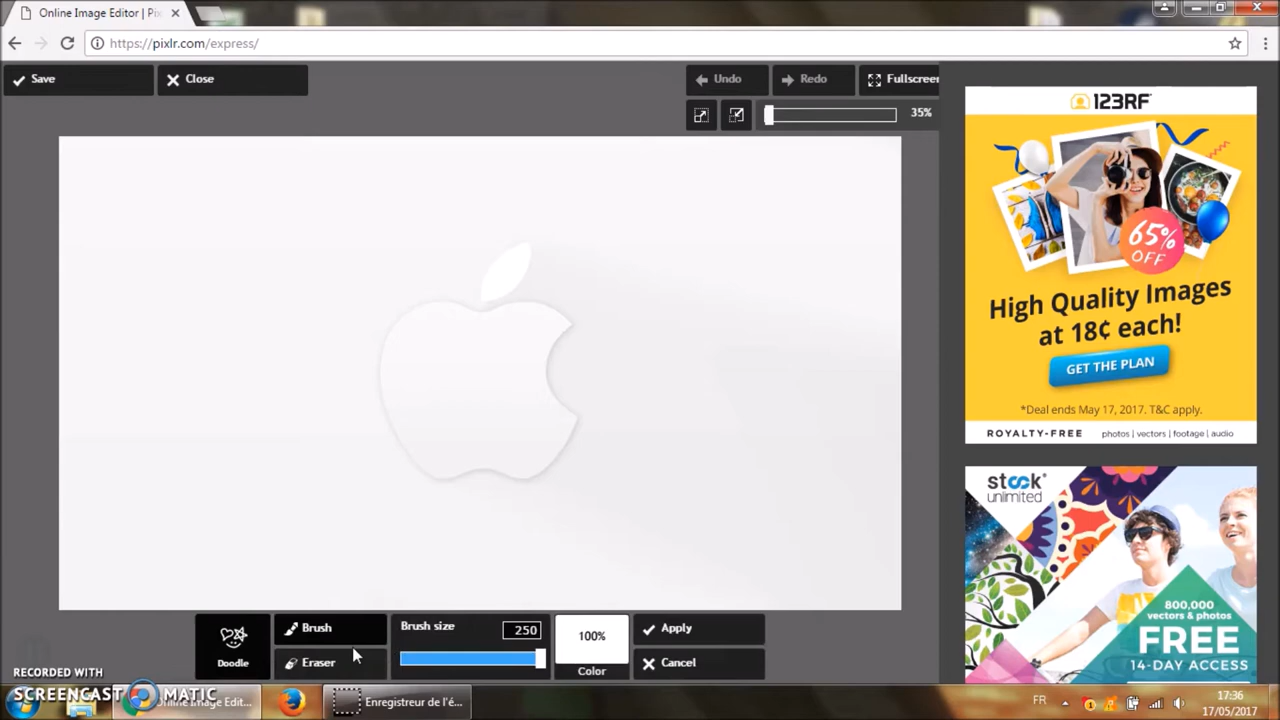 Online Image Editor | Pix
https://pixlr.com/express/
Save
Close
Undo
Redo
Fullscreen
35%
123RF
65%
OFF
High Quality Images
at 18¢ each!
GET THE PLAN
*Deal ends May 17, 2017. T&C apply.
ROYALTY-FREE photos | vectors | footage | audio
stock
unlimited
800,000
vectors & photos
FREE
14-DAY ACCESS
Doodle
Brush
Eraser
Brush size
250
100%
Color
Apply
Cancel
RECORDED WITH
SCREENCAST MATIC
Online Image Edit...
Enregistreur de l'é...
FR
17:36
17/05/2017